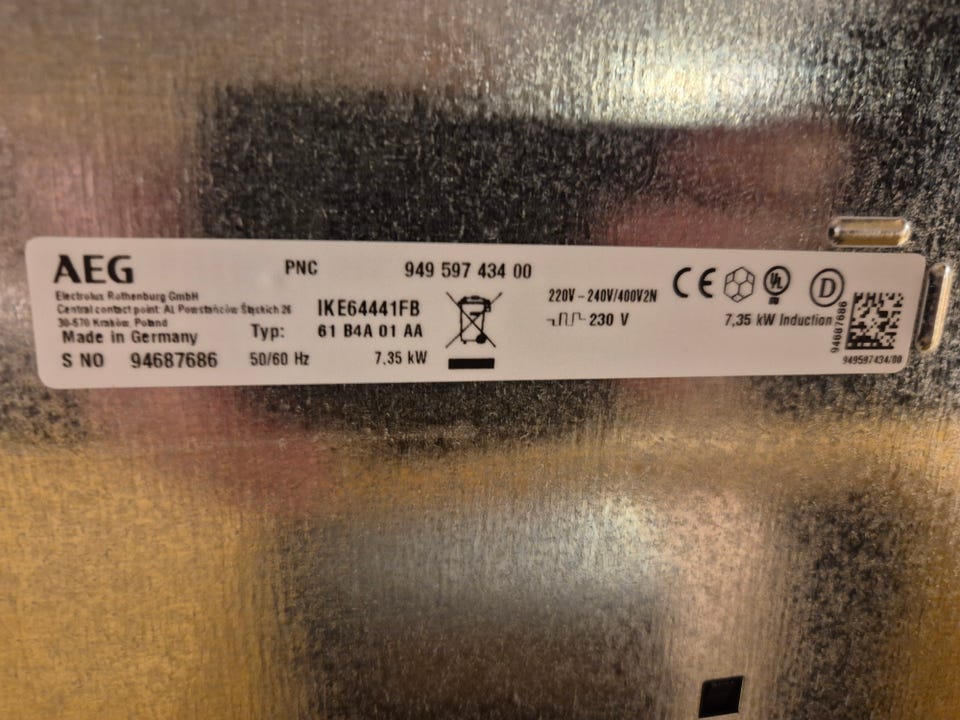 AEG
PNC 949 597 434 00
Electrolux Rothenburg GmbH
Central contact point: Al. Powstańców Śląskich 26
30-570 Kraków, Poland
Made in Germany
S NO 94687686
IKE64441FB
Typ: 61 B4A 01 AA
50/60 Hz 7,35 kW
220V - 240V/400V2N
230 V
CE
UL
D
7,35 kW Induction
94687686
949597434/00